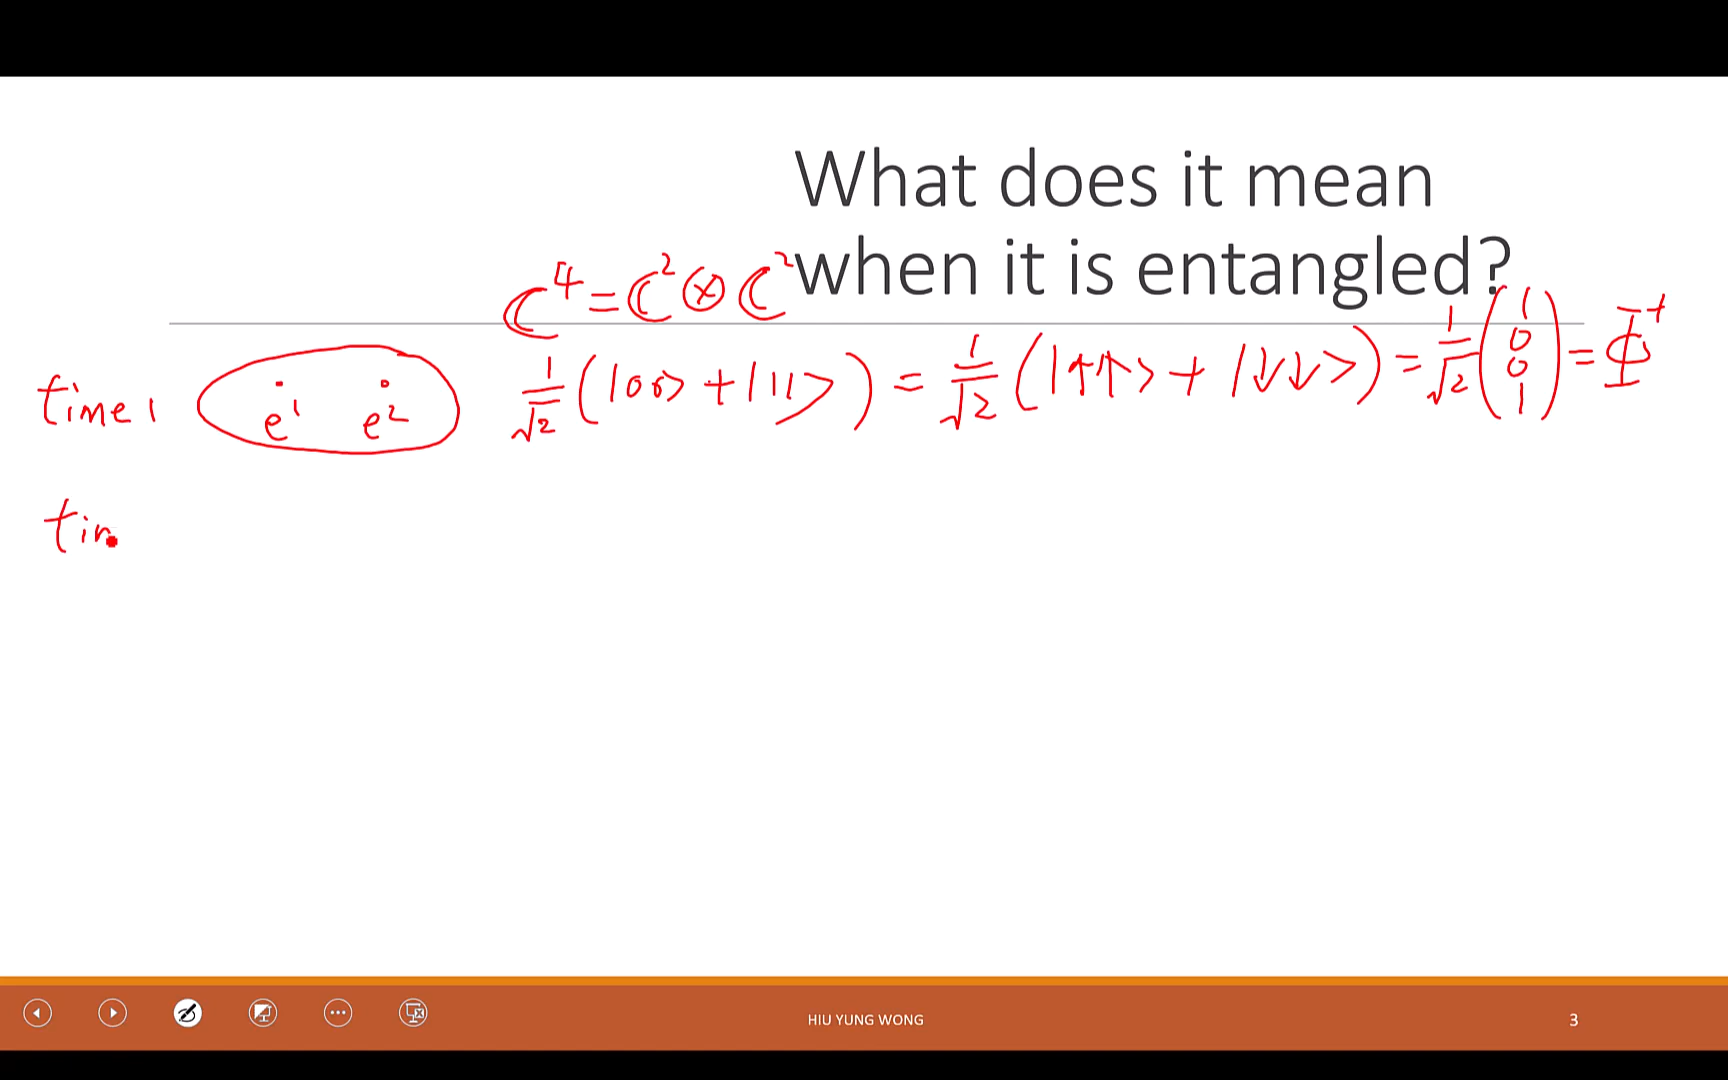 What does it mean
when it is entangled?
ℂ⁴ = ℂ² ⊗ ℂ²
time 1 e¹ e² 1/√2 (|00> + |11>) = 1/√2 (|↑↑> + |↓↓>) = 1/√2 (1 0 0 1) = Φ⁺
tim
HIU YUNG WONG 3